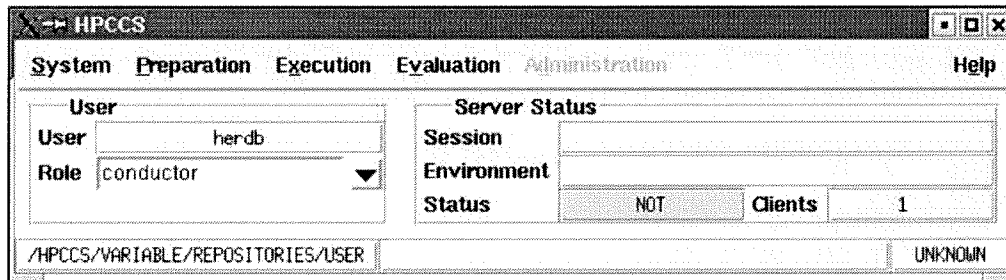 HPCCS
System Preparation Execution Evaluation Administration Help
User Server Status
User herdb Session
Role conductor Environment
Status NOT Clients 1
/HPCCS/VARIABLE/REPOSITORIES/USER UNKNOWN